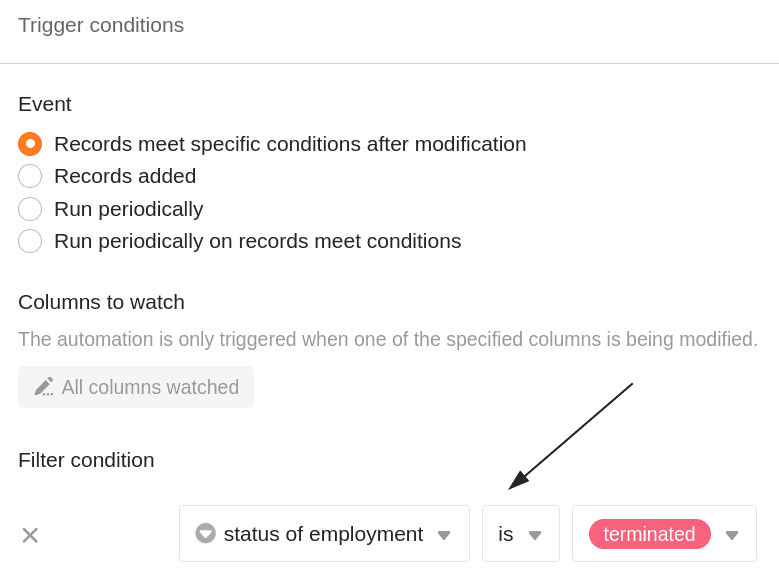 Trigger conditions
Event
Records meet specific conditions after modification
Records added
Run periodically
Run periodically on records meet conditions
Columns to watch
The automation is only triggered when one of the specified columns is being modified.
All columns watched
Filter condition
status of employment is terminated